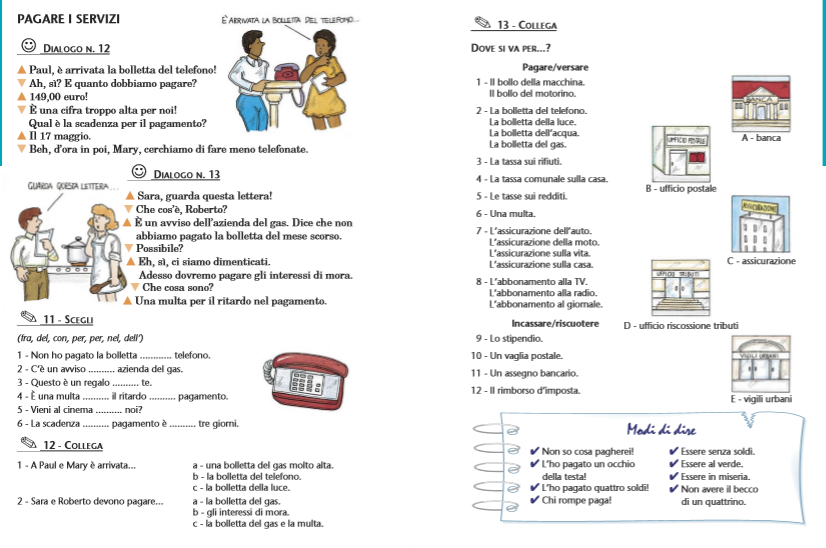 PAGARE I SERVIZI
È ARRIVATA LA BOLLETTA DEL TELEFONO...
DIALOGO N. 12
Paul, è arrivata la bolletta del telefono!
Ah, sì? E quanto dobbiamo pagare?
149,00 euro!
È una cifra troppo alta per noi!
Qual è la scadenza per il pagamento?
Il 17 maggio.
Beh, d'ora in poi, Mary, cerchiamo di fare meno telefonate.
DIALOGO N. 13
GUARDA QUESTA LETTERA...
Sara, guarda questa lettera!
Che cos'è, Roberto?
È un avviso dell'azienda del gas. Dice che non
abbiamo pagato la bolletta del mese scorso.
Possibile?
Eh, sì, ci siamo dimenticati.
Adesso dovremo pagare gli interessi di mora.
Che cosa sono?
Una multa per il ritardo nel pagamento.
11 - SCEGLI
(fra, del, con, per, per, nel, dell')
1 - Non ho pagato la bolletta ............ telefono.
2 - C'è un avviso .......... azienda del gas.
3 - Questo è un regalo .......... te.
4 - È una multa .......... il ritardo .......... pagamento.
5 - Vieni al cinema .......... noi?
6 - La scadenza .......... pagamento è .......... tre giorni.
12 - COLLEGA
1 - A Paul e Mary è arrivata...
a - una bolletta del gas molto alta.
b - la bolletta del telefono.
c - la bolletta della luce.
2 - Sara e Roberto devono pagare...
a - la bolletta del gas.
b - gli interessi di mora.
c - la bolletta del gas e la multa.
13 - COLLEGA
DOVE SI VA PER...?
Pagare/versare
1 - Il bollo della macchina.
Il bollo del motorino.
2 - La bolletta del telefono.
La bolletta della luce.
La bolletta dell'acqua.
La bolletta del gas.
3 - La tassa sui rifiuti.
4 - La tassa comunale sulla casa.
5 - Le tasse sui redditi.
6 - Una multa.
7 - L'assicurazione dell'auto.
L'assicurazione della moto.
L'assicurazione sulla vita.
L'assicurazione sulla casa.
8 - L'abbonamento alla TV.
L'abbonamento alla radio.
L'abbonamento al giornale.
Incassare/riscuotere
9 - Lo stipendio.
10 - Un vaglia postale.
11 - Un assegno bancario.
12 - Il rimborso d'imposta.
BANCA
A - banca
UFFICIO POSTALE
B - ufficio postale
ASSICURAZIONE
C - assicurazione
UFFICIO TRIBUTI
D - ufficio riscossione tributi
VIGILI URBANI
E - vigili urbani
Modi di dire
Non so cosa pagherei!
L'ho pagato un occhio
della testa!
L'ho pagato quattro soldi!
Chi rompe paga!
Essere senza soldi.
Essere al verde.
Essere in miseria.
Non avere il becco
di un quattrino.